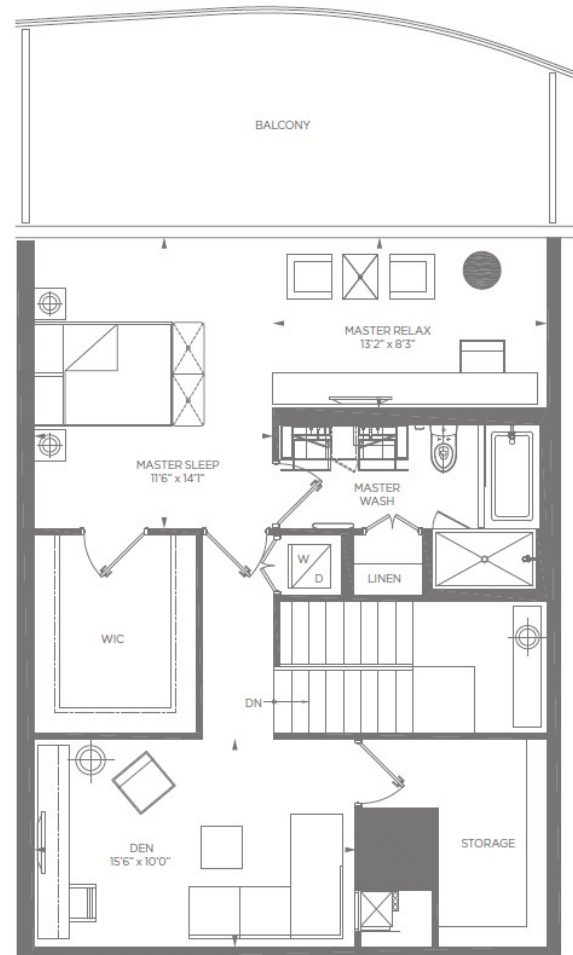 BALCONY
MASTER RELAX
13'2" x 8'3"
MASTER SLEEP
11'6" x 14'1"
MASTER
WASH
W
D
LINEN
WIC
DN
DEN
15'6" x 10'0"
STORAGE